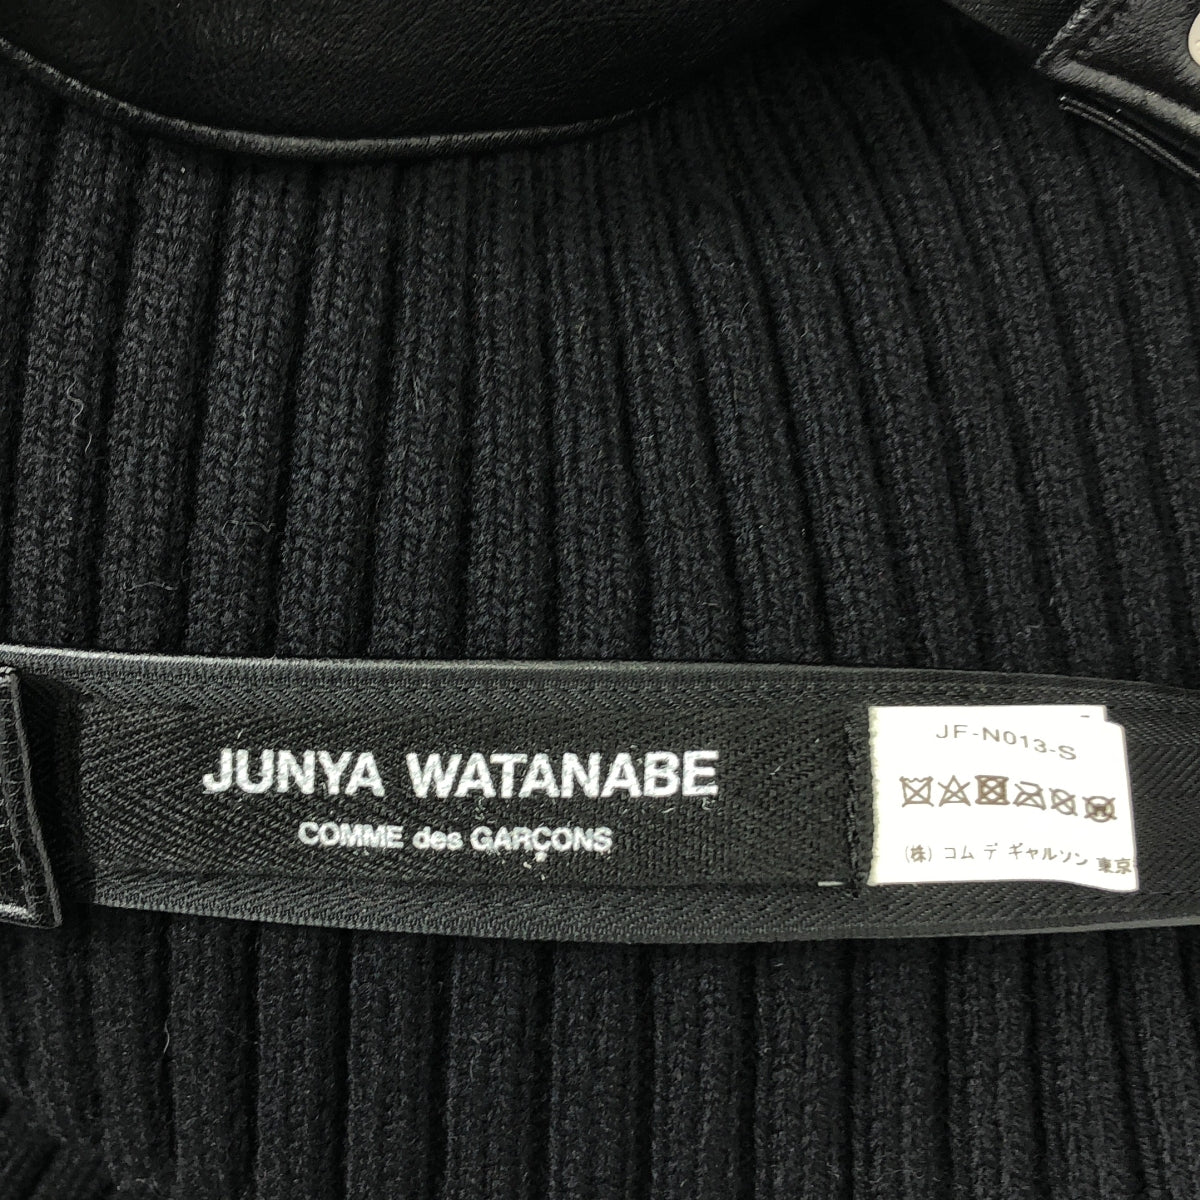 JUNYA WATANABE
COMME des GARÇONS
JF-N013-S
(株) コム デ ギャルソン 東京